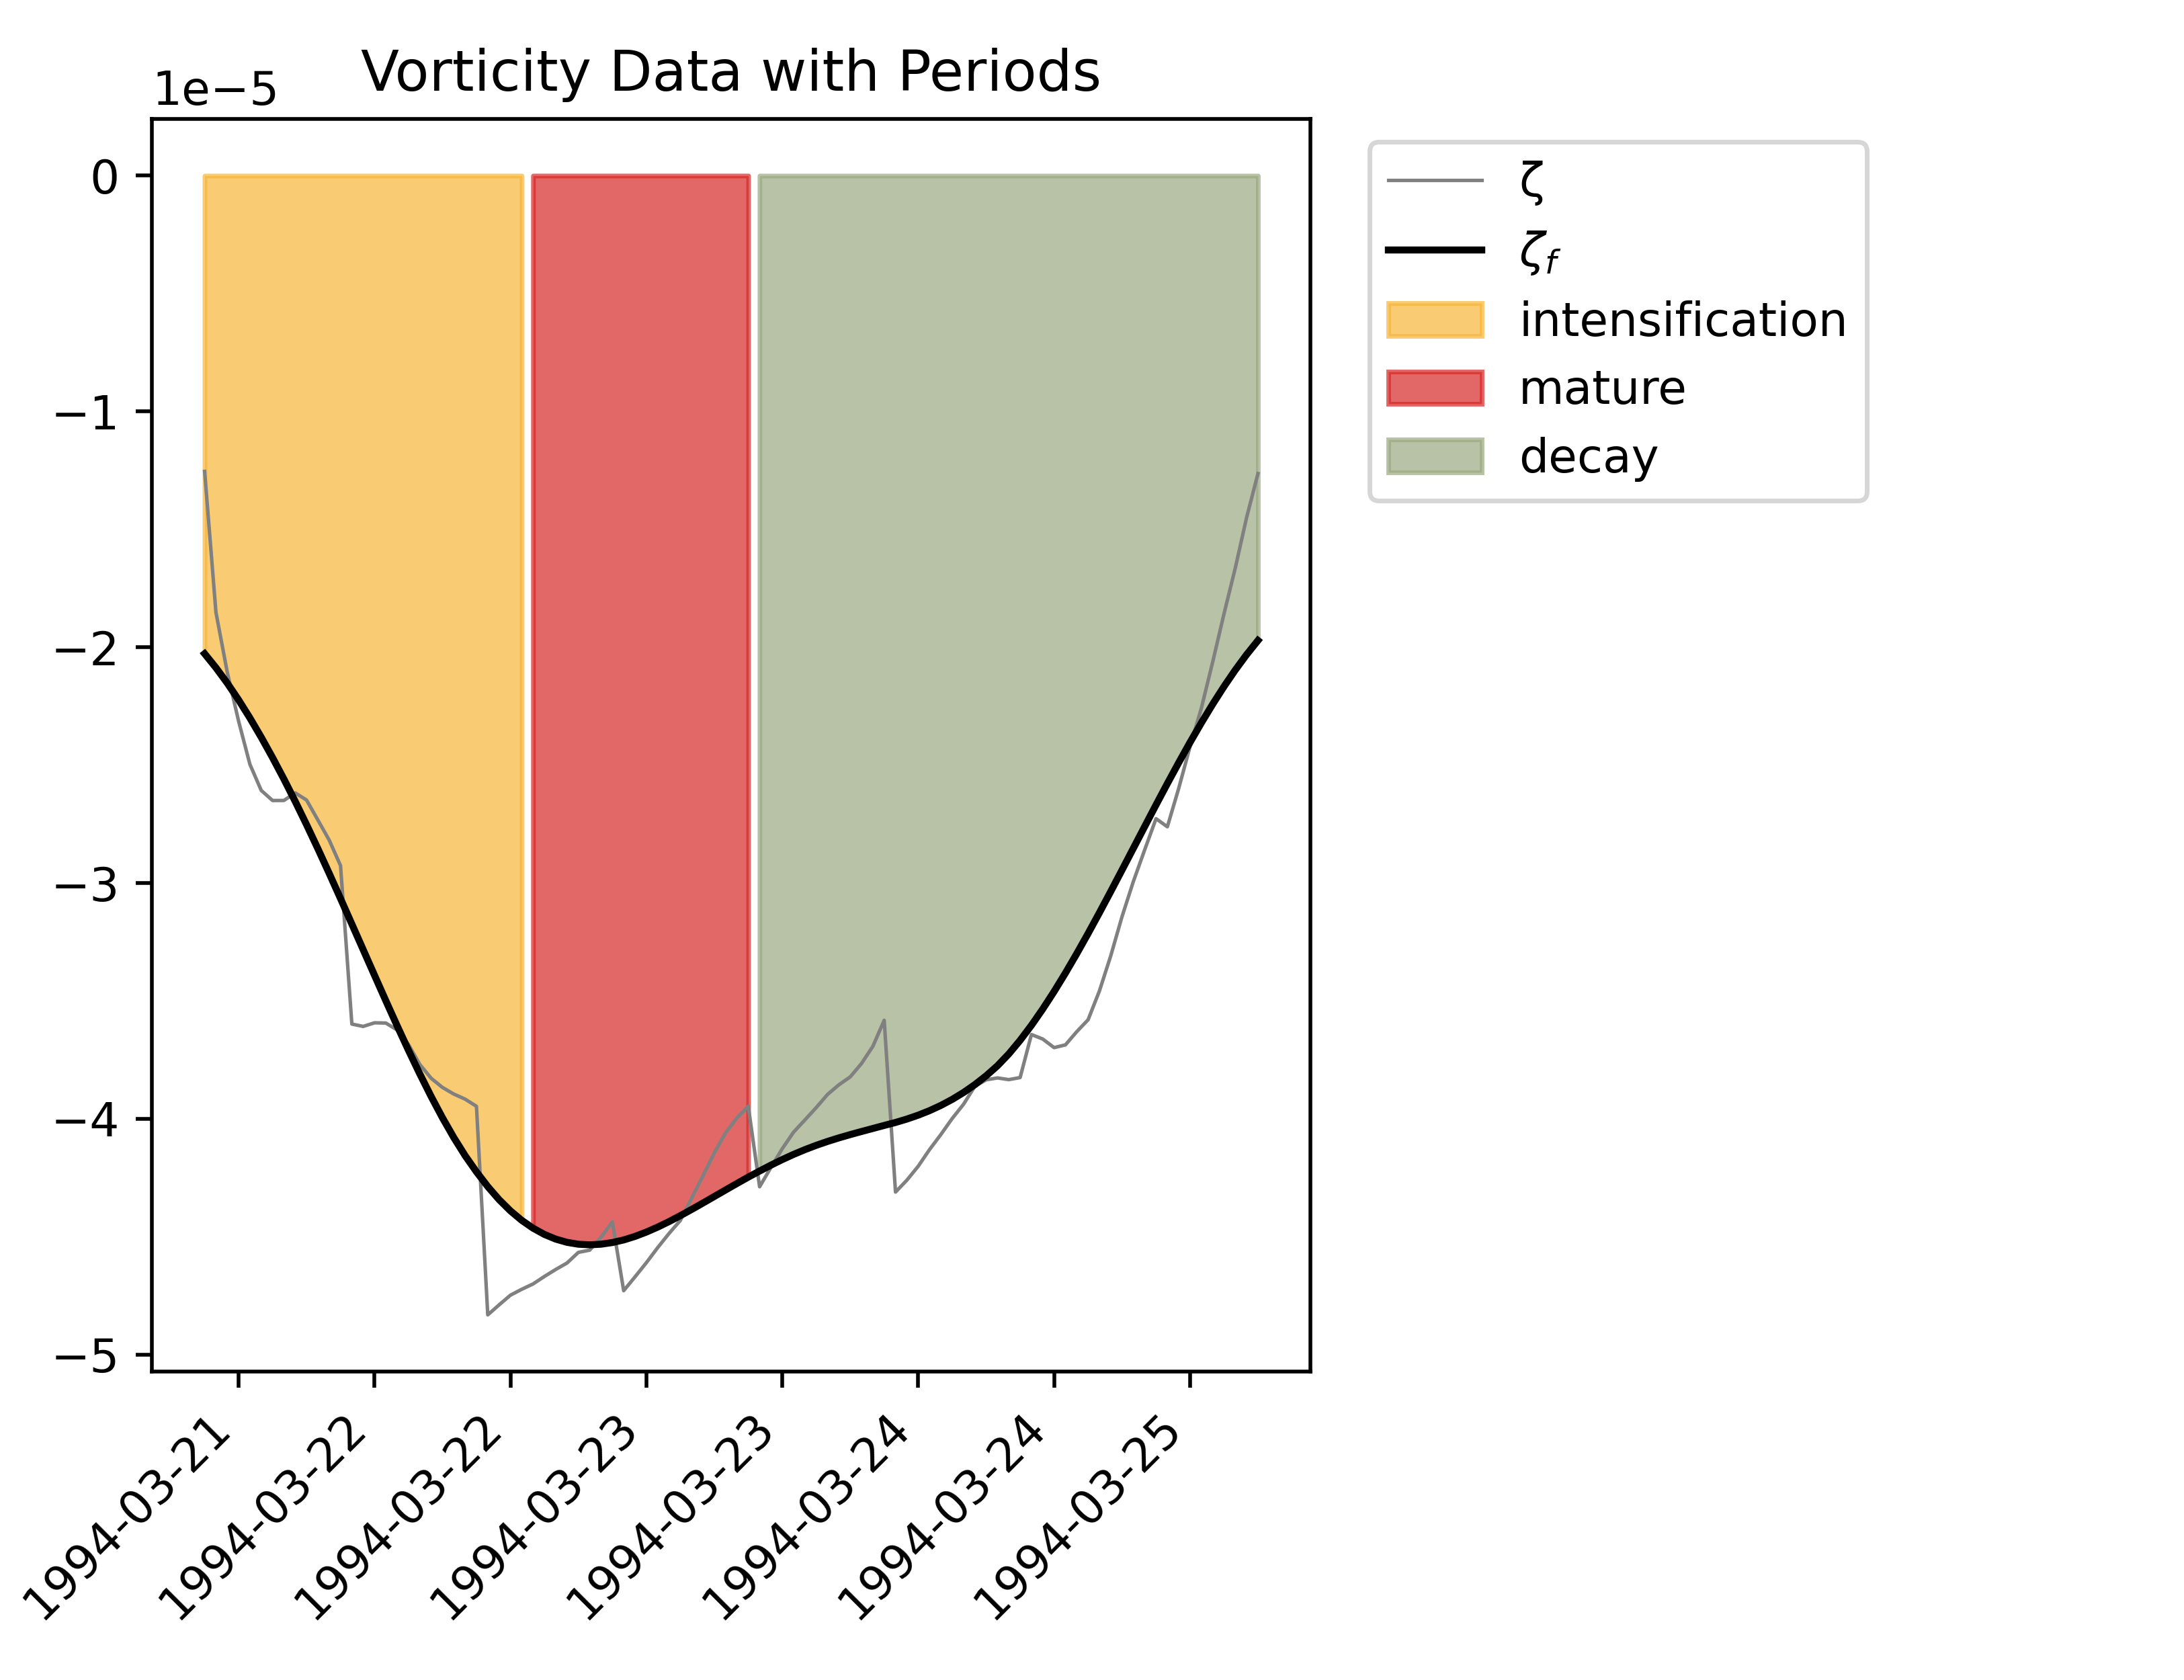 Vorticity Data with Periods
1e−5
0
−1
−2
−3
−4
−5
1994-03-21
1994-03-22
1994-03-22
1994-03-23
1994-03-23
1994-03-24
1994-03-24
1994-03-25
ζ
ζf
intensification
mature
decay